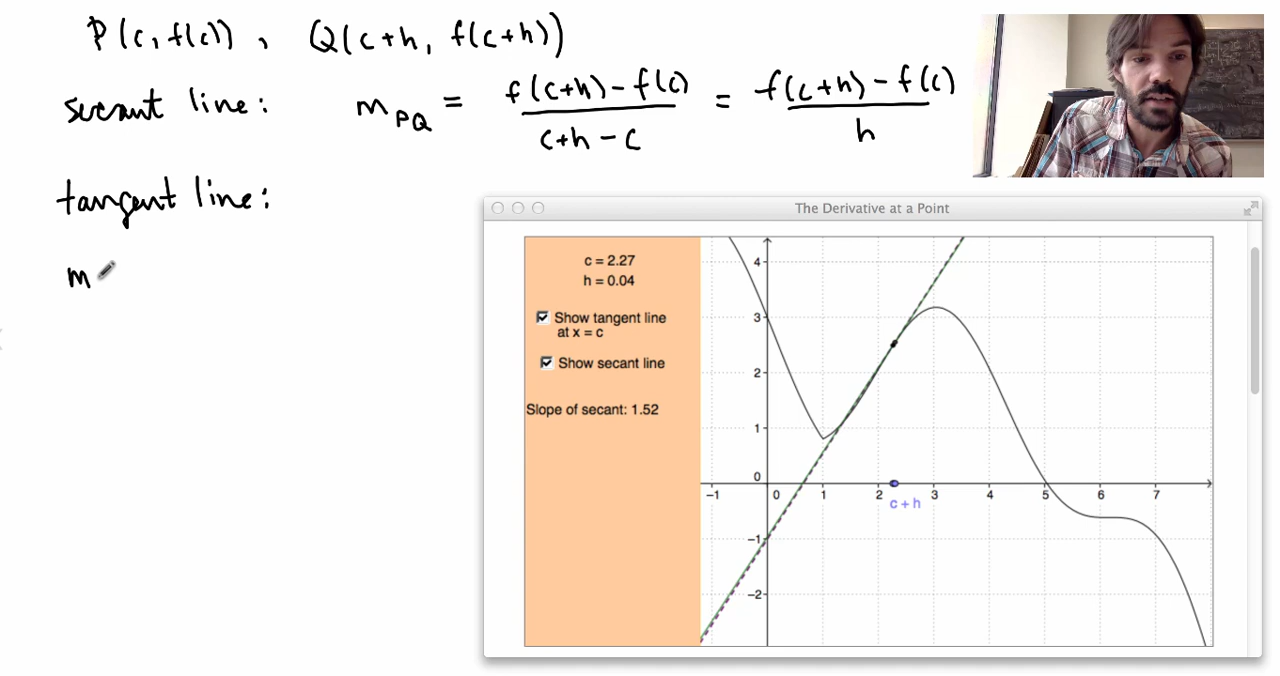 P(c, f(c)), Q(c+h, f(c+h))
secant line: m_PQ = (f(c+h) – f(c))/(c+h – c) = (f(c+h) – f(c))/h
tangent line:
m
The Derivative at a Point
c = 2.27
h = 0.04
Show tangent line
at x = c
Show secant line
Slope of secant: 1.52
4
3
2
1
0
−1
−2
−1 0 1 2 3 4 5 6 7
c + h